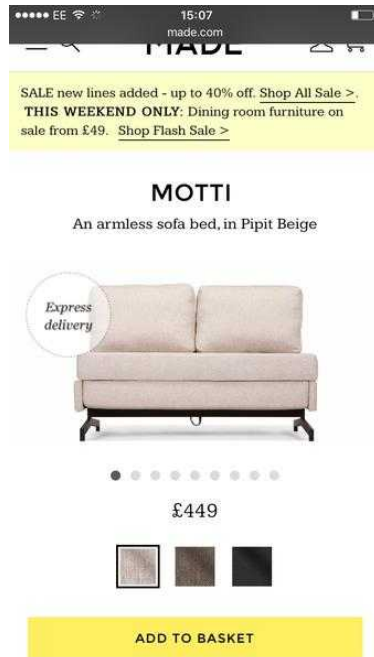 EE 15:07
made.com
MADE
SALE new lines added - up to 40% off. Shop All Sale >.
THIS WEEKEND ONLY: Dining room furniture on
sale from £49. Shop Flash Sale >
MOTTI
An armless sofa bed, in Pipit Beige
Express
delivery
£449
ADD TO BASKET